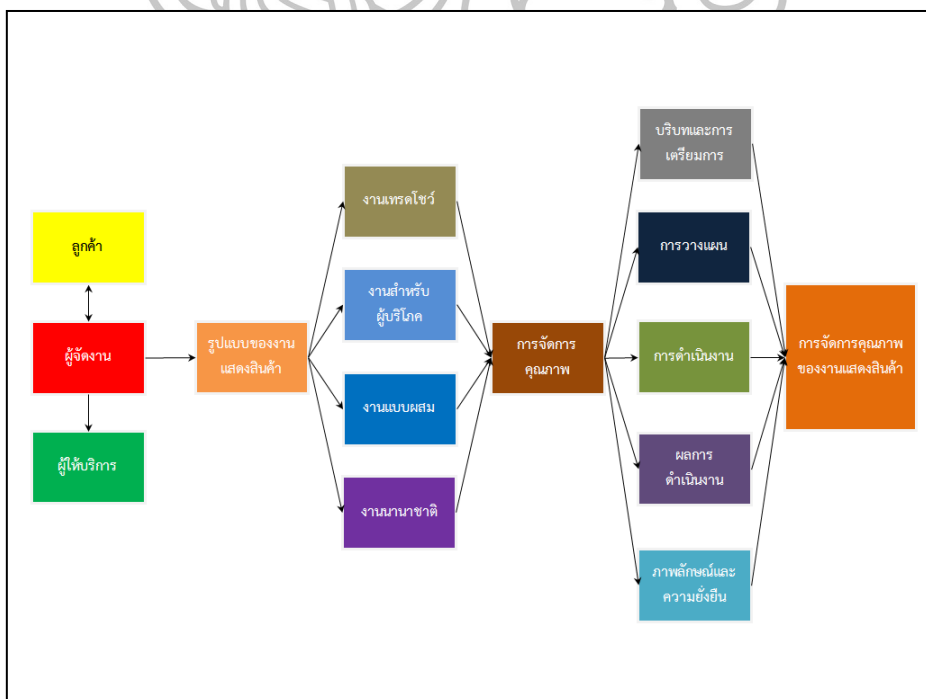 ลูกค้า
ผู้จัดงาน
ผู้ให้บริการ
รูปแบบของงาน
แสดงสินค้า
งานเทรดโชว์
งานสำหรับ
ผู้บริโภค
งานแบบผสม
งานนานาชาติ
การจัดการ
คุณภาพ
บริบทและการ
เตรียมการ
การวางแผน
การดำเนินงาน
ผลการ
ดำเนินงาน
ภาพลักษณ์และ
ความยั่งยืน
การจัดการคุณภาพ
ของงานแสดงสินค้า